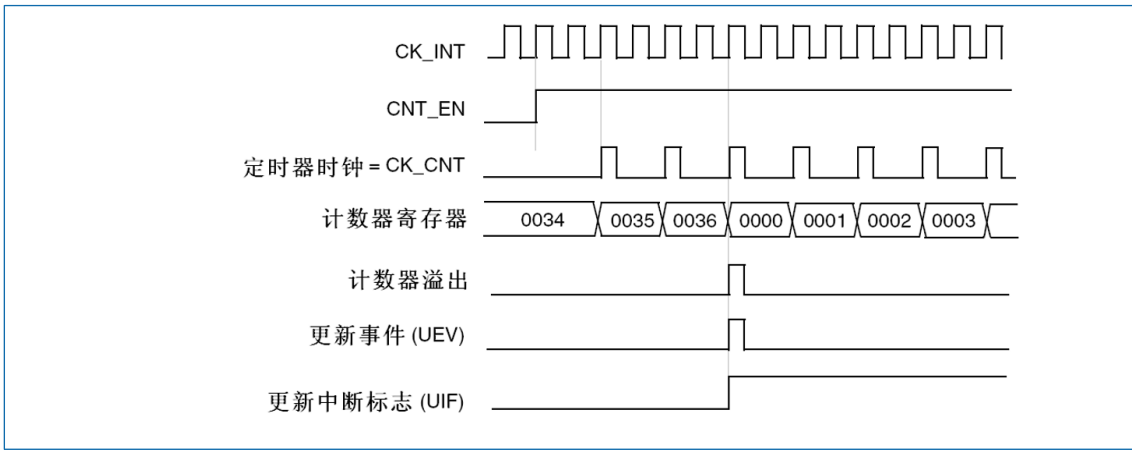 CK_INT
CNT_EN
定时器时钟 = CK_CNT
计数器寄存器 0034 0035 0036 0000 0001 0002 0003
计数器溢出
更新事件 (UEV)
更新中断标志 (UIF)